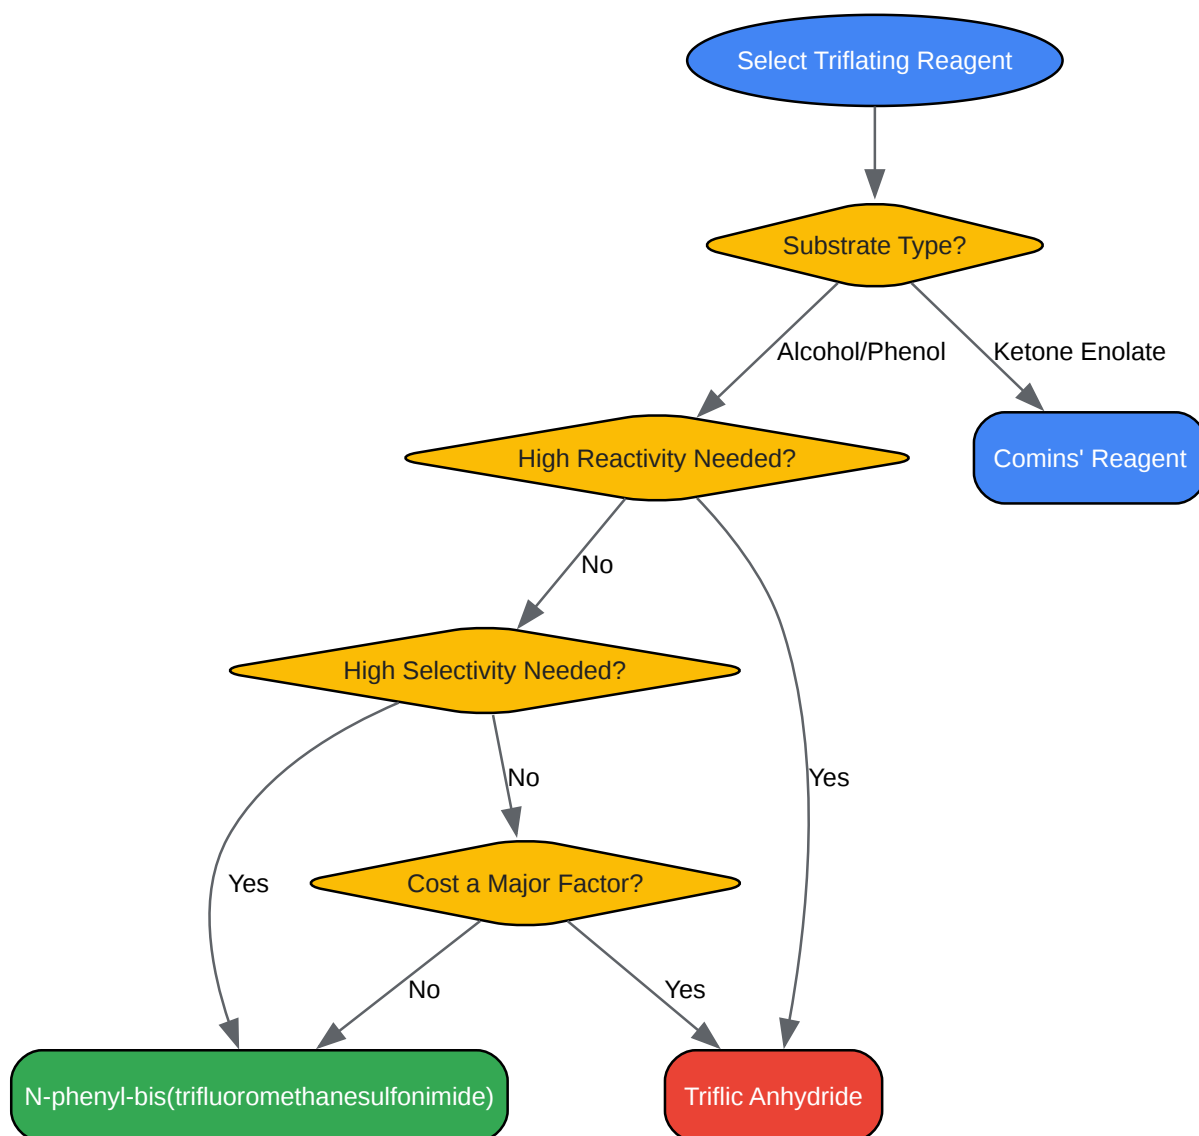 Select Triflating Reagent
Substrate Type?
Alcohol/Phenol
Ketone Enolate
High Reactivity Needed?
Comins' Reagent
No
High Selectivity Needed?
No
Yes
Yes
Cost a Major Factor?
No
Yes
N-phenyl-bis(trifluoromethanesulfonimide)
Triflic Anhydride